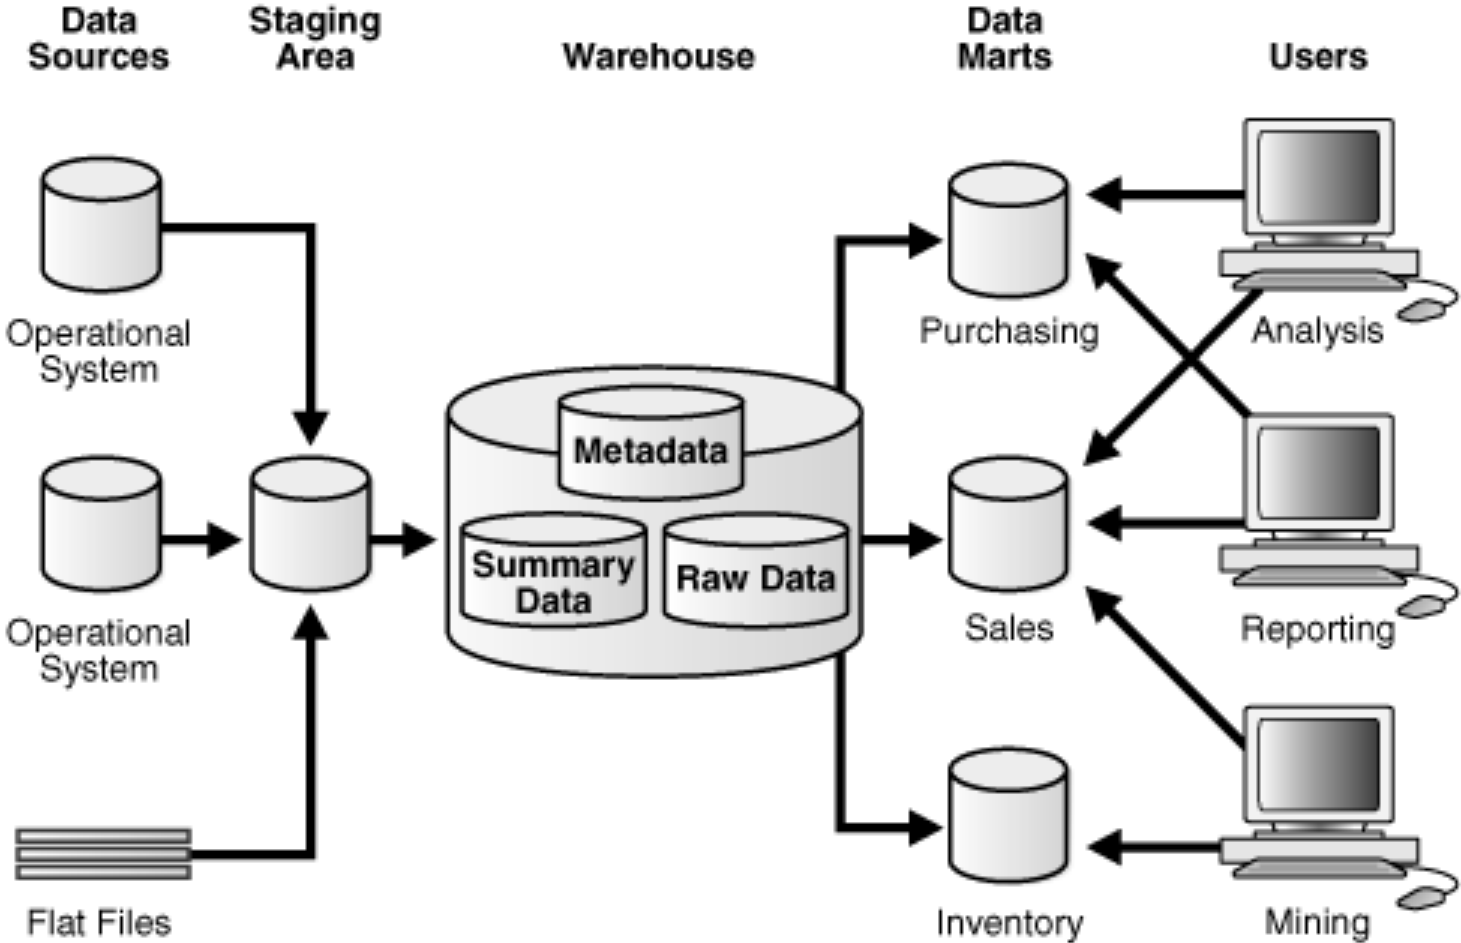 Data
Sources
Staging
Area
Warehouse
Data
Marts
Users
Operational
System
Purchasing
Analysis
Metadata
Summary
Data
Raw Data
Operational
System
Sales
Reporting
Flat Files
Inventory
Mining